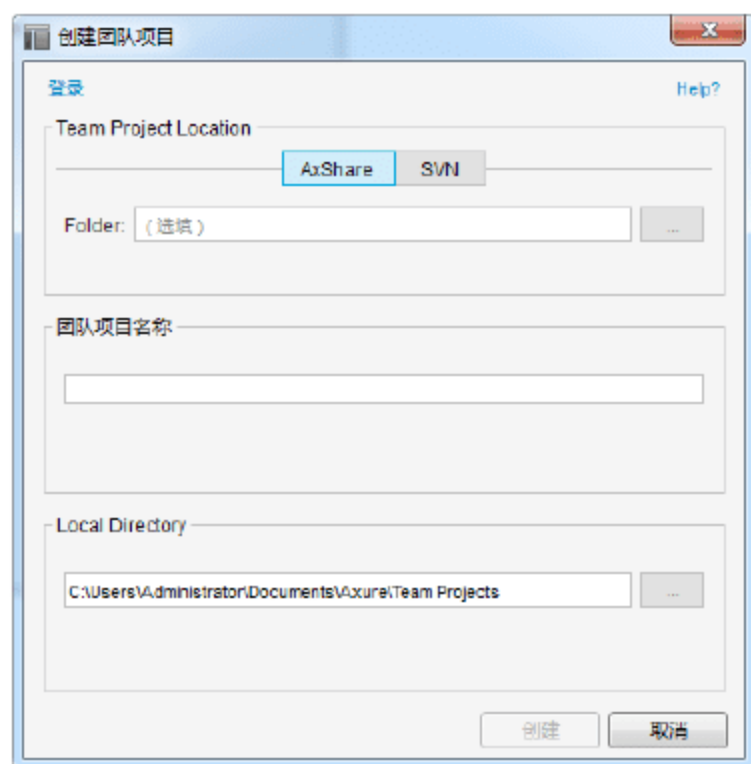 创建团队项目
登录 Help?
Team Project Location
AxShare SVN
Folder: （选填） ...
团队项目名称
Local Directory
C:\Users\Administrator\Documents\Axure\Team Projects ...
创建 取消